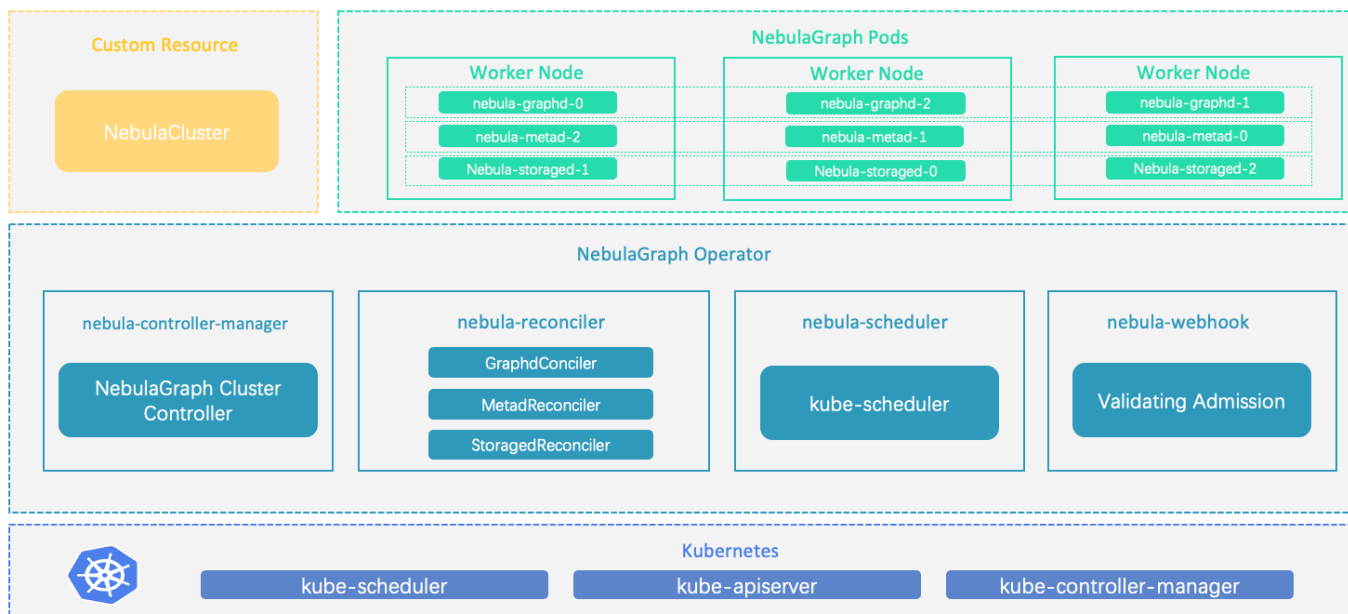 Custom Resource
NebulaCluster
NebulaGraph Pods
Worker Node
nebula-graphd-0
nebula-metad-2
Nebula-storaged-1
Worker Node
nebula-graphd-2
nebula-metad-1
Nebula-storaged-0
Worker Node
nebula-graphd-1
nebula-metad-0
Nebula-storaged-2
NebulaGraph Operator
nebula-controller-manager
NebulaGraph Cluster
Controller
nebula-reconciler
GraphdConciler
MetadReconciler
StoragedReconciler
nebula-scheduler
kube-scheduler
nebula-webhook
Validating Admission
Kubernetes
kube-scheduler
kube-apiserver
kube-controller-manager